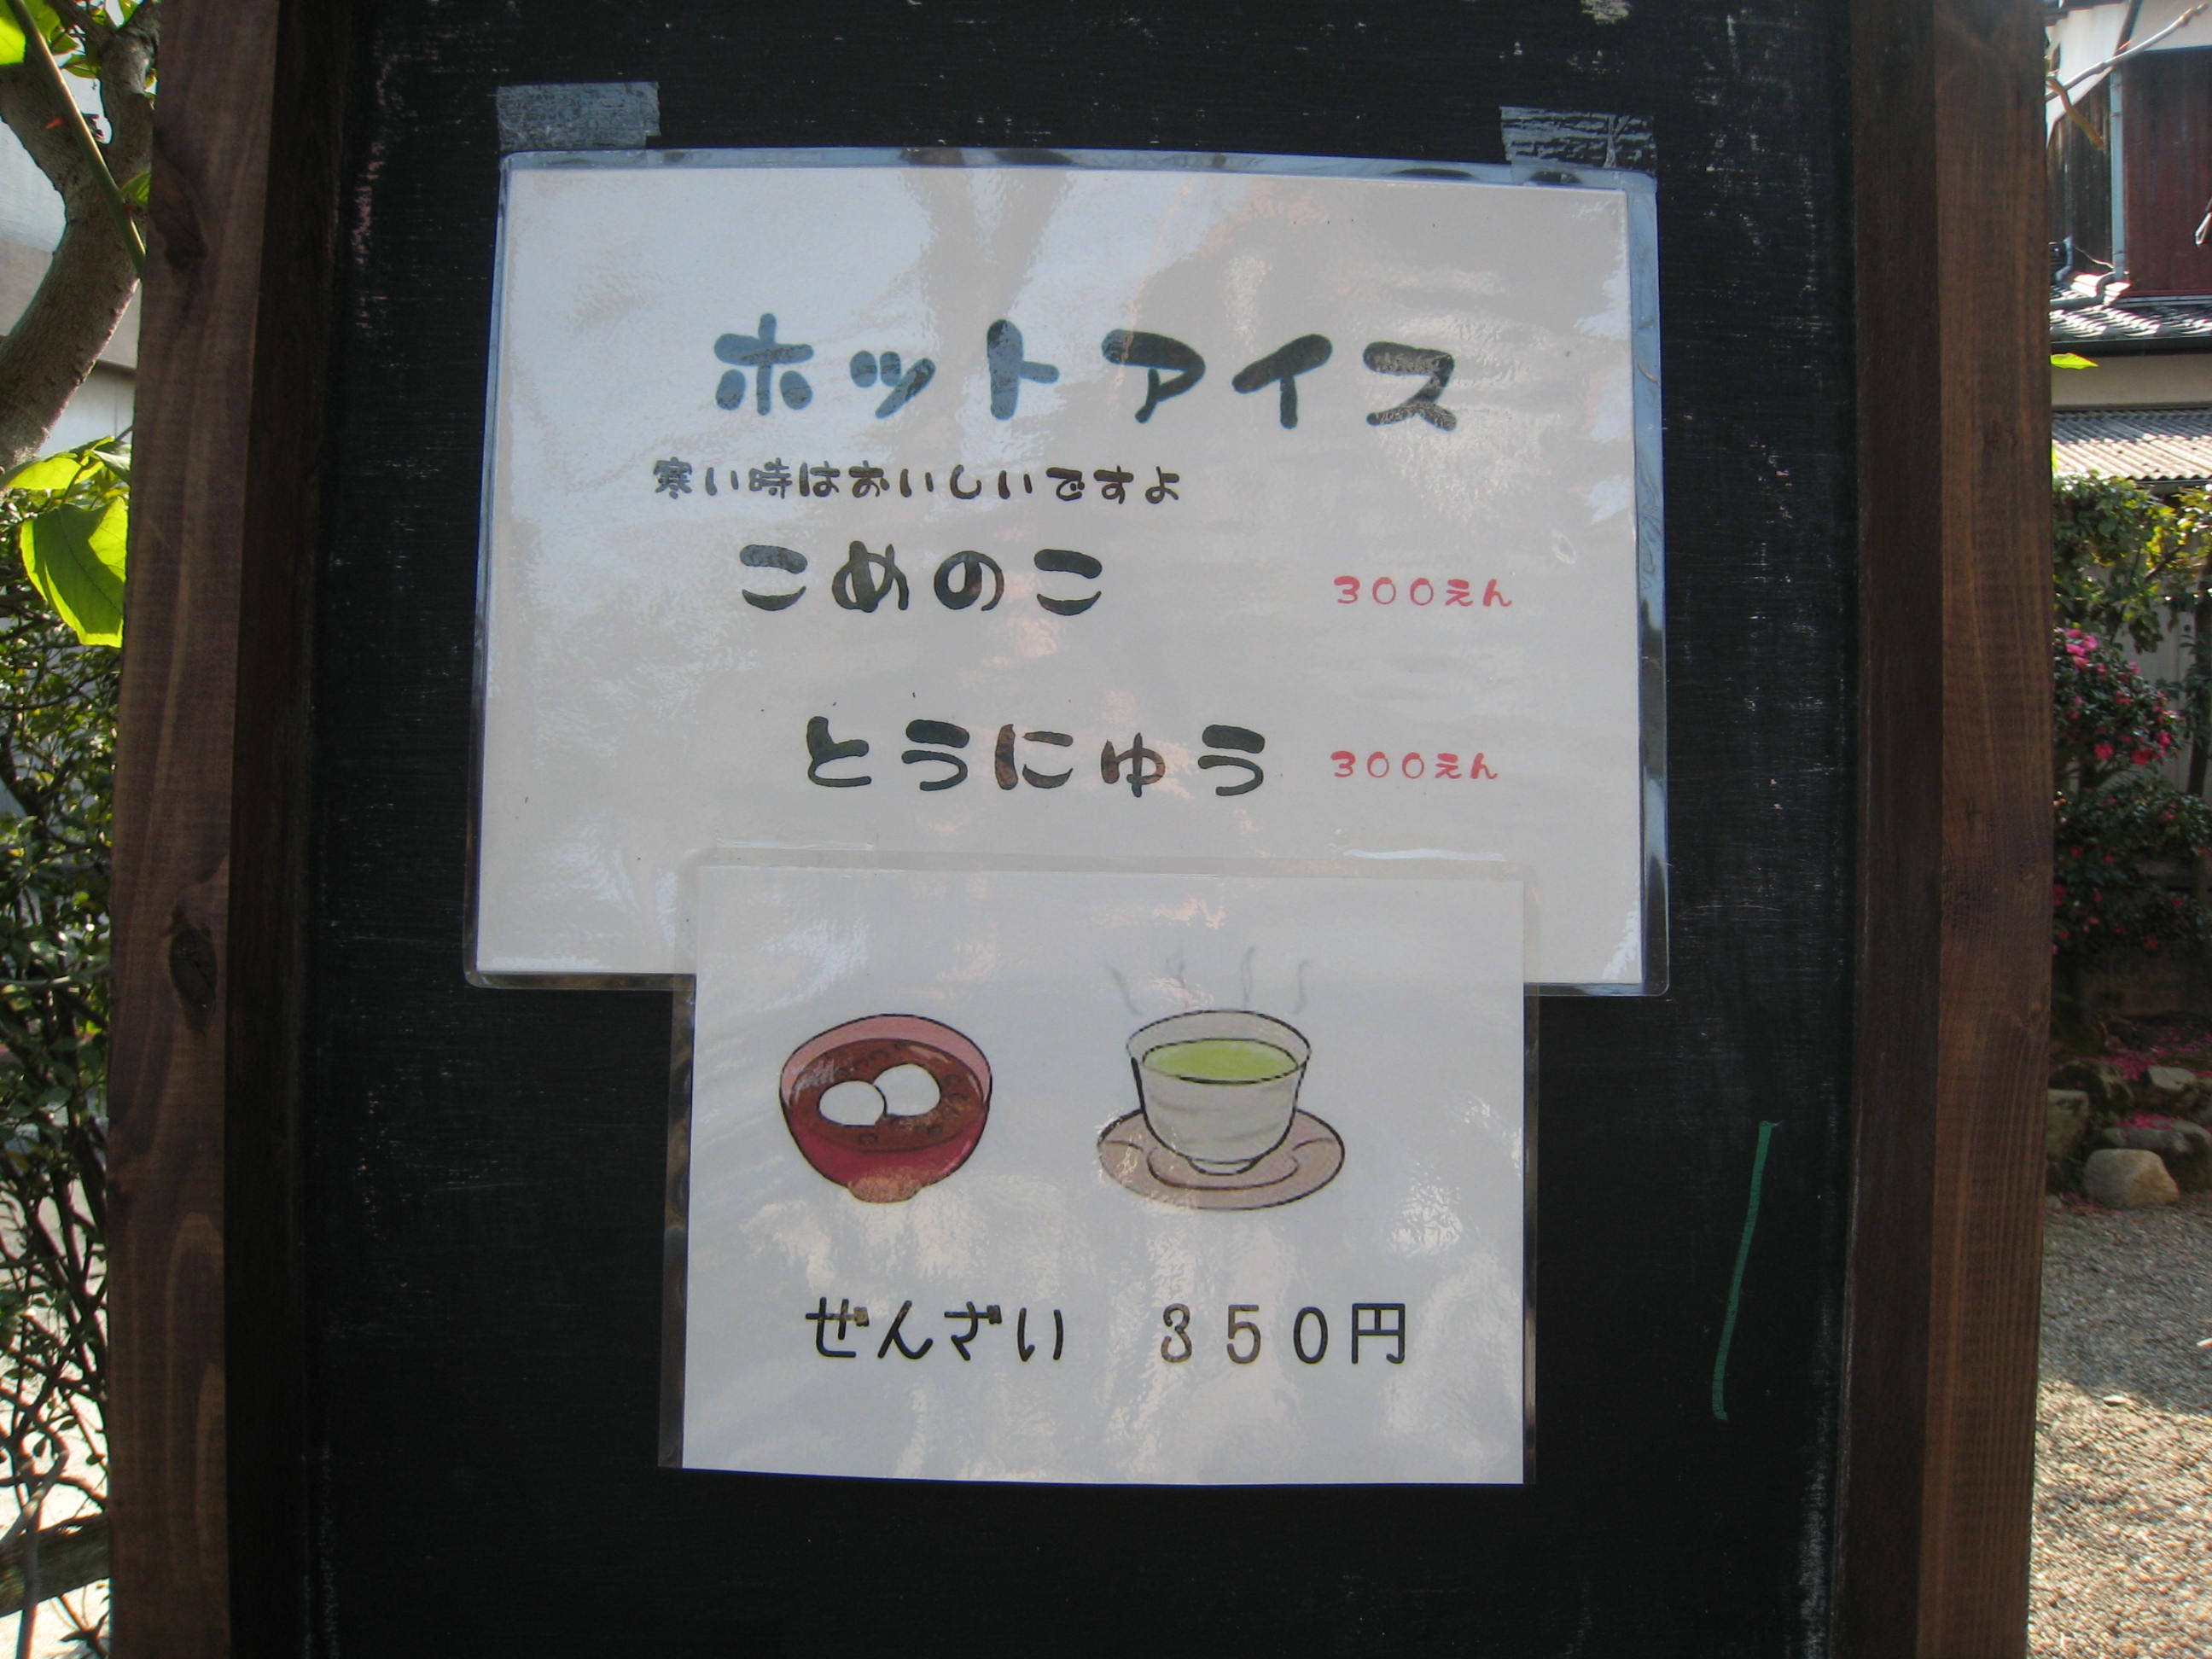 ホットアイス
寒い時はおいしいですよ
こめのこ　300えん
とうにゅう　300えん
ぜんざい　350円